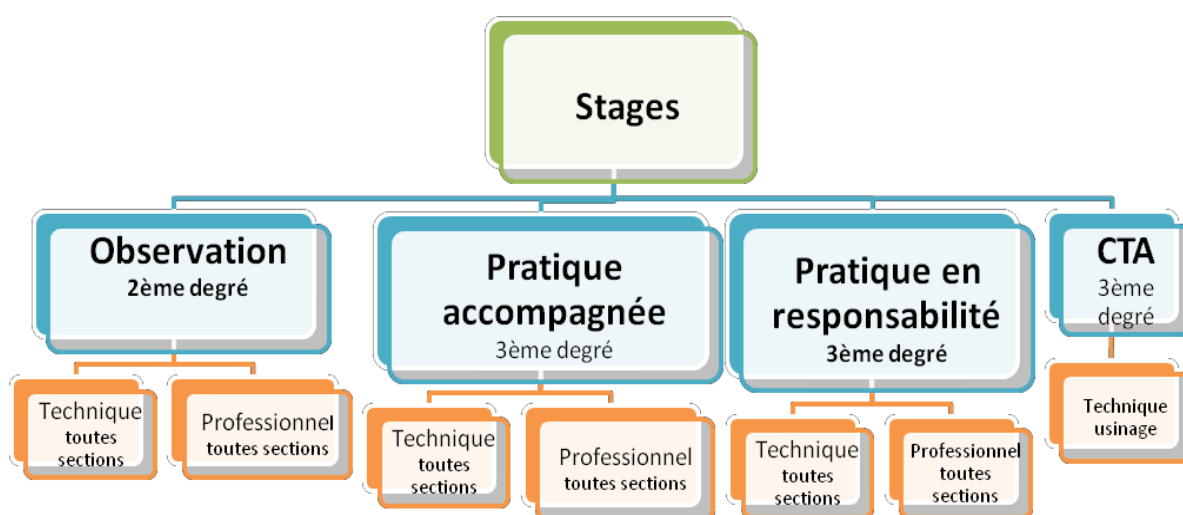 Stages
Observation
2ème degré
Pratique
accompagnée
3ème degré
Pratique en
responsabilité
3ème degré
CTA
3ème
degré
Technique
toutes
sections
Professionnel
toutes sections
Technique
toutes
sections
Professionnel
toutes sections
Technique
toutes
sections
Professionnel
toutes
sections
Technique
usinage